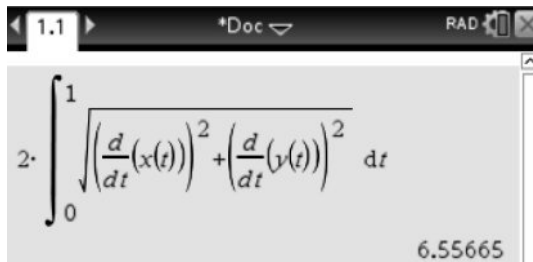 1.1 *Doc RAD
2· ∫₀¹ √((d/dt(x(t)))²+(d/dt(y(t)))²) dt
6.55665